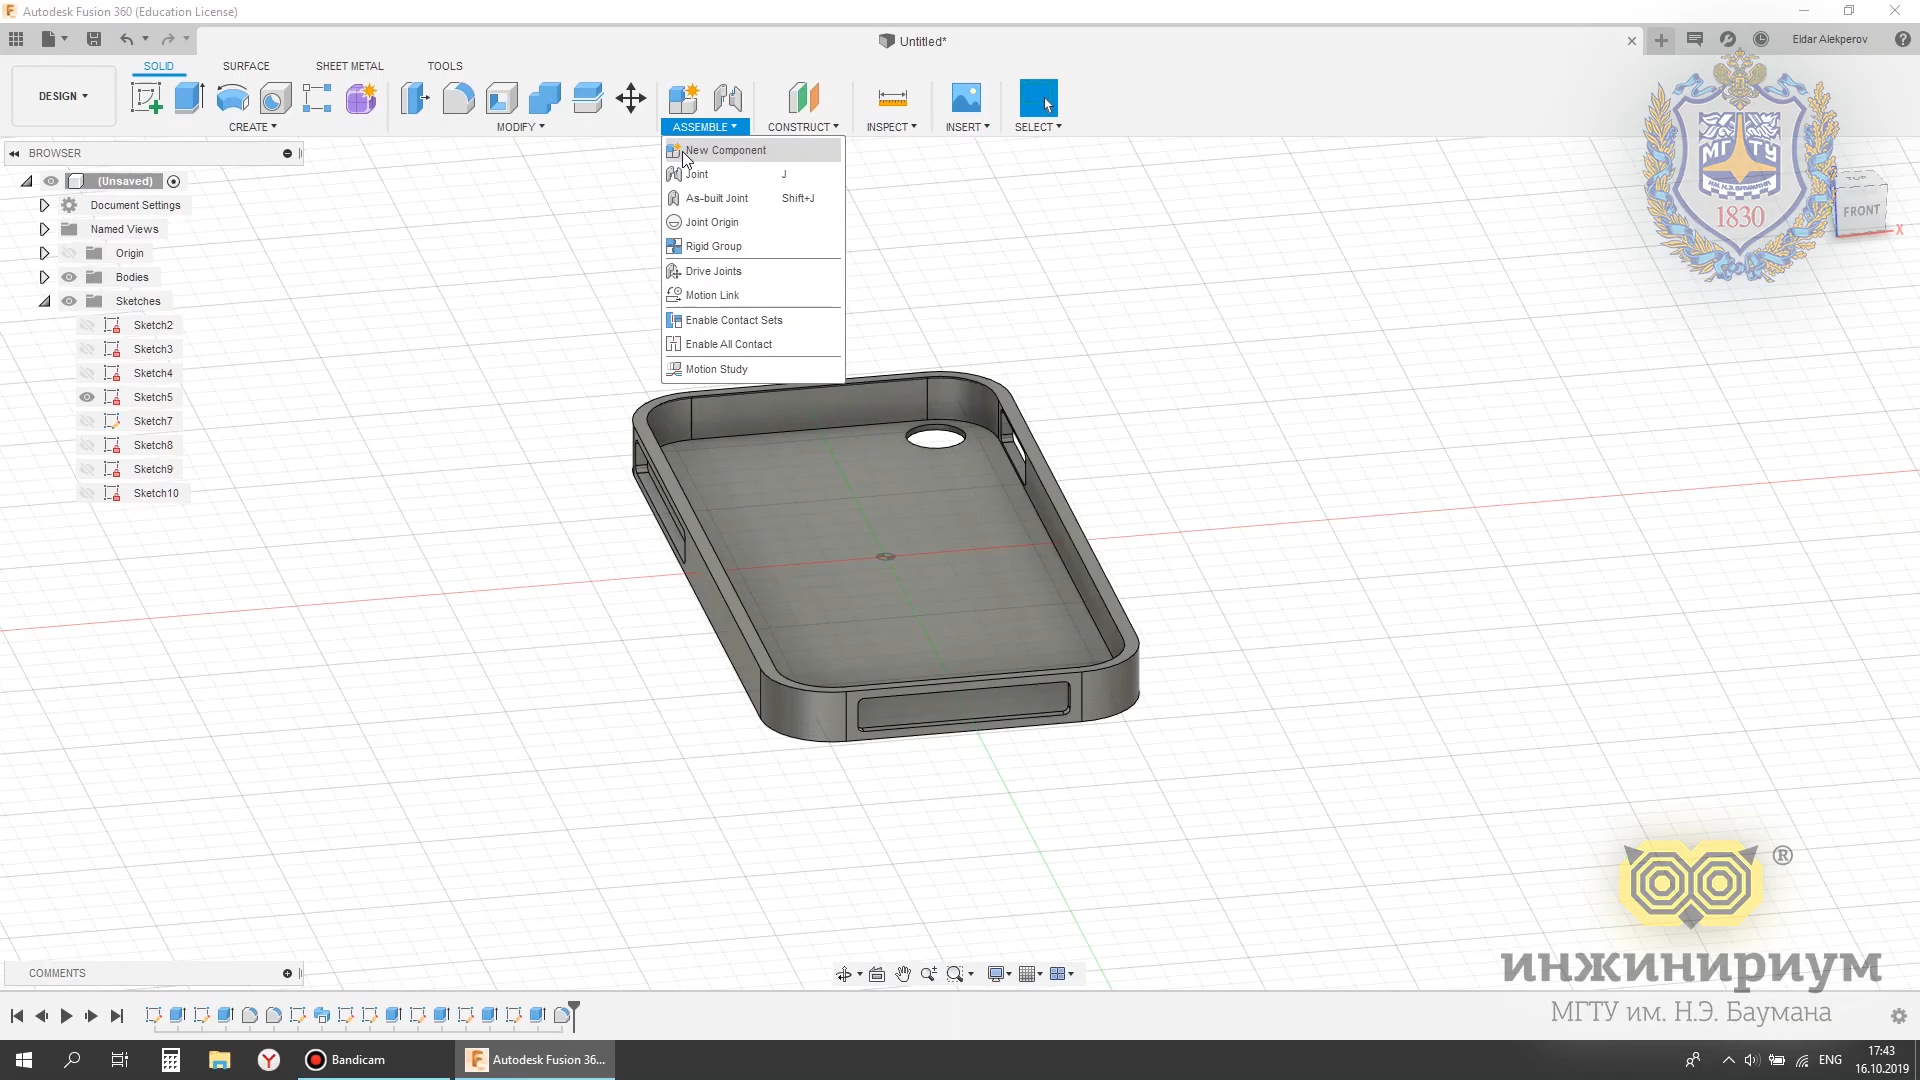 Autodesk Fusion 360 (Education License)
Untitled*
Eldar Alekperov
SOLID
SURFACE
SHEET METAL
TOOLS
DESIGN
CREATE
MODIFY
ASSEMBLE
CONSTRUCT
INSPECT
INSERT
SELECT
BROWSER
(Unsaved)
Document Settings
Named Views
Origin
Bodies
Sketches
Sketch2
Sketch3
Sketch4
Sketch5
Sketch7
Sketch8
Sketch9
Sketch10
New Component
Joint J
As-built Joint Shift+J
Joint Origin
Rigid Group
Drive Joints
Motion Link
Enable Contact Sets
Enable All Contact
Motion Study
МГТУ
ИМ. Н.Э. БАУМАНА
1830
TOP
FRONT
X
®
инжинириум
МГТУ им. Н.Э. Баумана
COMMENTS
Bandicam
Autodesk Fusion 36...
ENG
17:43
16.10.2019